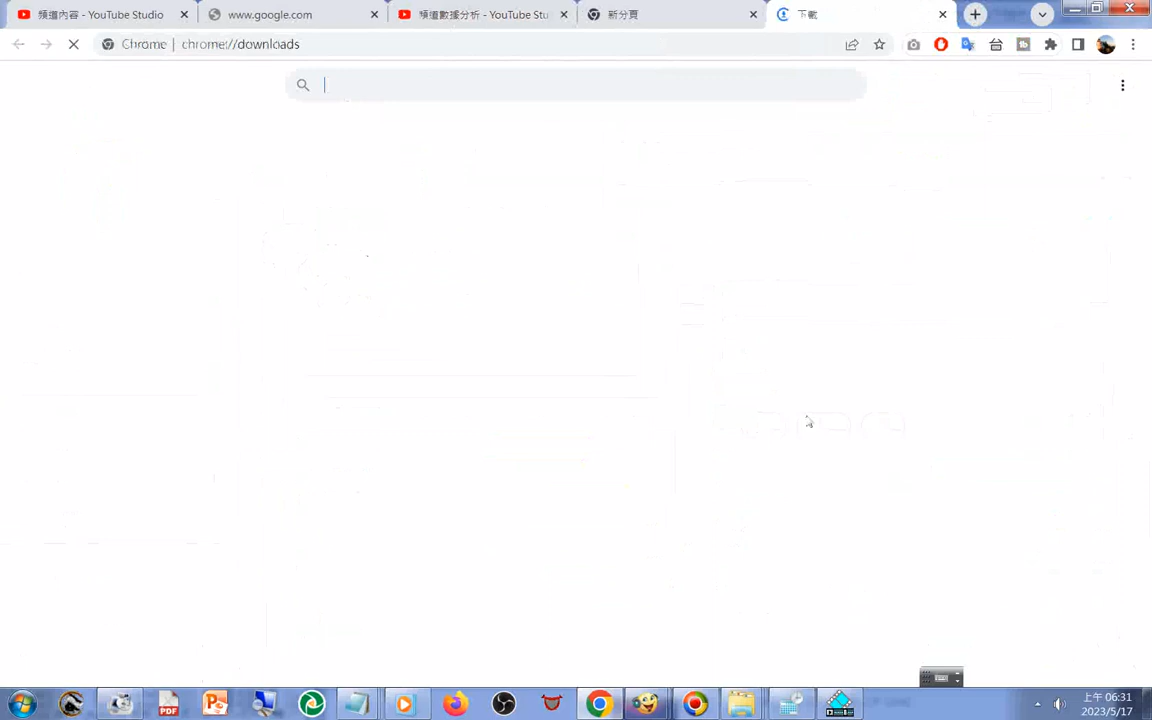 頻道內容 - YouTube Studio
www.google.com
頻道數據分析 - YouTube Stu
新分頁
下載
Chrome | chrome://downloads
PDF
上午 06:31
2023/5/17